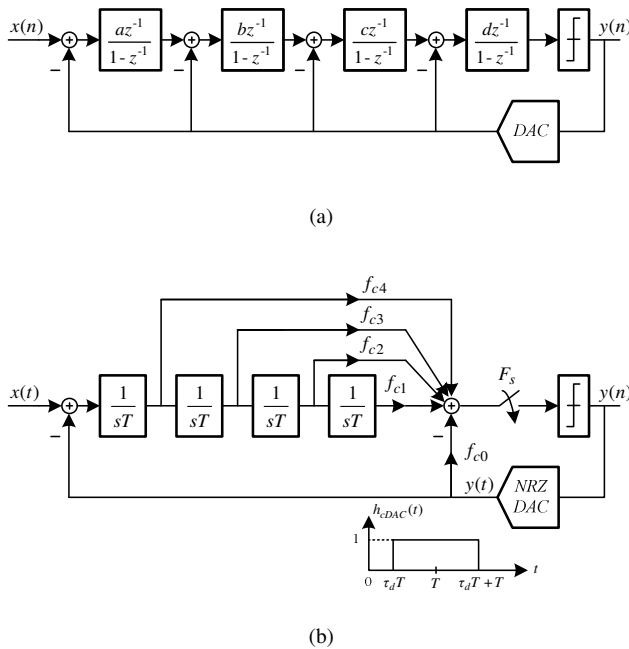 x(n) az⁻¹ bz⁻¹ cz⁻¹ dz⁻¹ y(n)
1 - z⁻¹ 1 - z⁻¹ 1 - z⁻¹ 1 - z⁻¹
− − − −
DAC
(a)
f_c4
f_c3
f_c2
x(t) 1 1 1 1 f_c1 F_s y(n)
sT sT sT sT
− −
f_c0
y(t) NRZ
DAC
h_cDAC(t)
1
0 τ_dT T τ_dT + T t
(b)